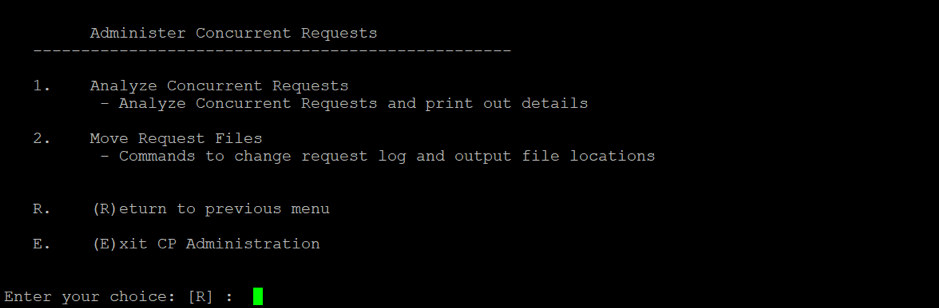 Administer Concurrent Requests
--------------------------------------------------
1. Analyze Concurrent Requests
- Analyze Concurrent Requests and print out details
2. Move Request Files
- Commands to change request log and output file locations
R. (R)eturn to previous menu
E. (E)xit CP Administration
Enter your choice: [R] :